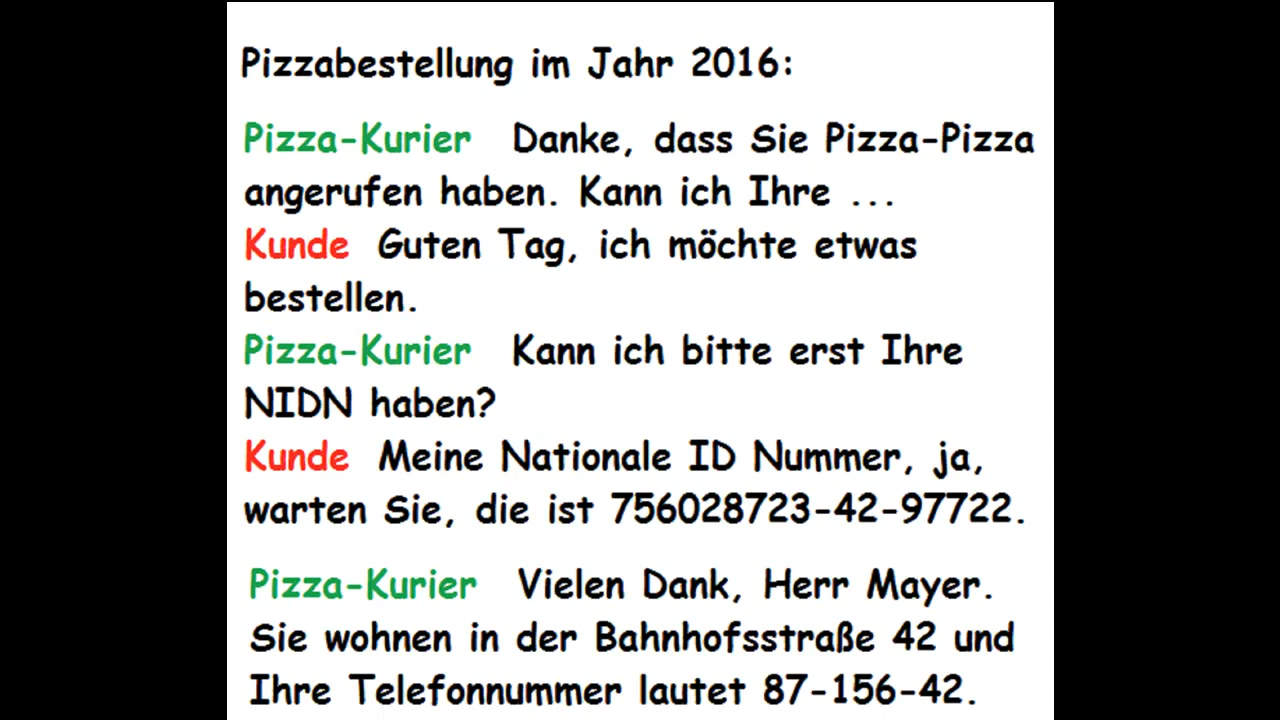 Pizzabestellung im Jahr 2016:
Pizza-Kurier Danke, dass Sie Pizza-Pizza
angerufen haben. Kann ich Ihre ...
Kunde Guten Tag, ich möchte etwas
bestellen.
Pizza-Kurier Kann ich bitte erst Ihre
NIDN haben?
Kunde Meine Nationale ID Nummer, ja,
warten Sie, die ist 756028723-42-97722.
Pizza-Kurier Vielen Dank, Herr Mayer.
Sie wohnen in der Bahnhofsstraße 42 und
Ihre Telefonnummer lautet 87-156-42.